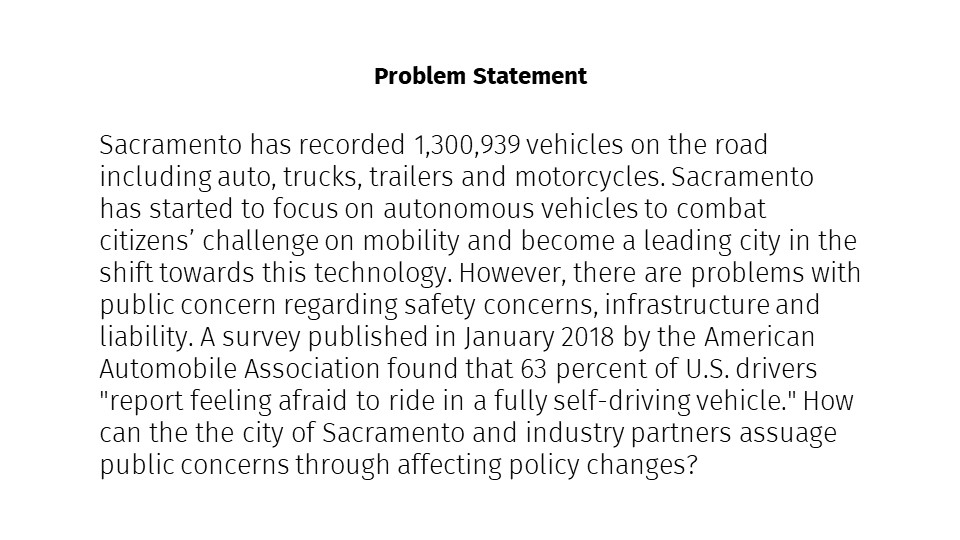 Problem Statement
Sacramento has recorded 1,300,939 vehicles on the road
including auto, trucks, trailers and motorcycles. Sacramento
has started to focus on autonomous vehicles to combat
citizens’ challenge on mobility and become a leading city in the
shift towards this technology. However, there are problems with
public concern regarding safety concerns, infrastructure and
liability. A survey published in January 2018 by the American
Automobile Association found that 63 percent of U.S. drivers
"report feeling afraid to ride in a fully self-driving vehicle." How
can the the city of Sacramento and industry partners assuage
public concerns through affecting policy changes?